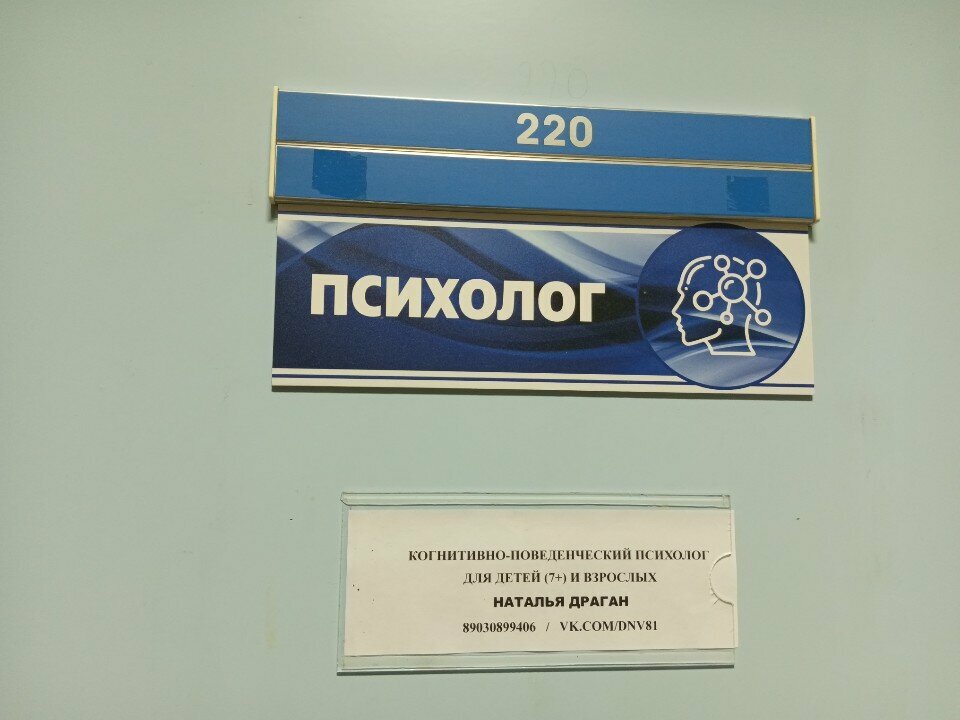 220
ПСИХОЛОГ
КОГНИТИВНО-ПОВЕДЕНЧЕСКИЙ ПСИХОЛОГ
ДЛЯ ДЕТЕЙ (7+) И ВЗРОСЛЫХ
НАТАЛЬЯ ДРАГАН
89030899406 / VK.COM/DNV81